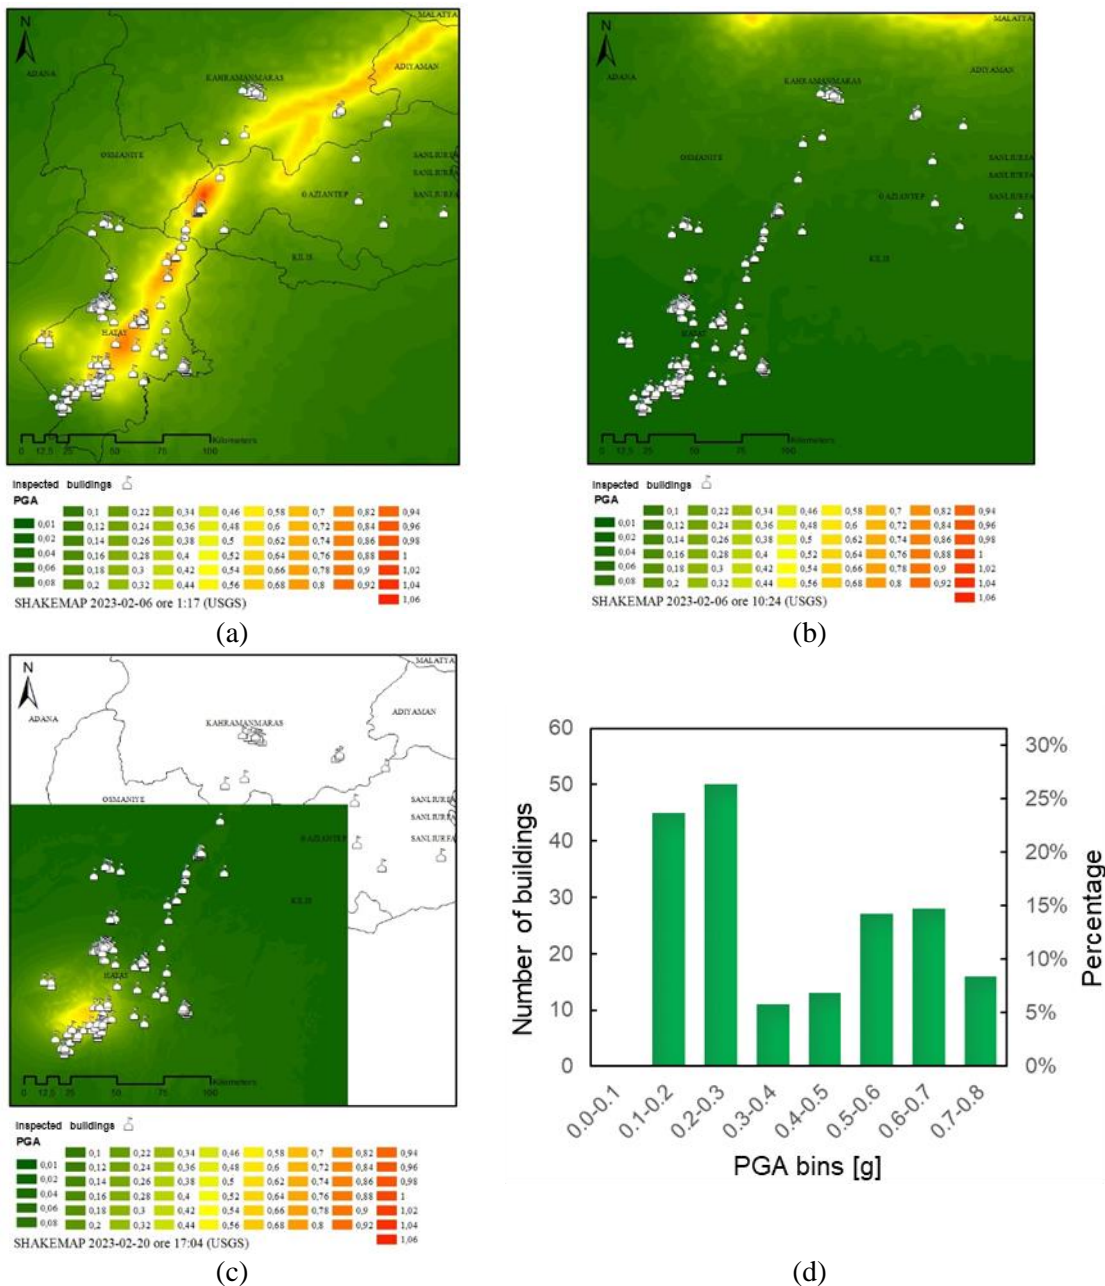 N
MALATYA
ADANA
ADIYAMAN
KAHRAMANMARAS
OSMANIYE
SANLIURFA
SANLIURFA
GAZIANTEP
SANLIURFA
KILIS
HATAY
Kilometers
0 12,5 25 50 75 100
Inspected buildings
PGA
0,01 0,1 0,22 0,34 0,46 0,58 0,7 0,82 0,94
0,02 0,12 0,24 0,36 0,48 0,6 0,72 0,84 0,96
0,04 0,14 0,26 0,38 0,5 0,62 0,74 0,86 0,98
0,06 0,16 0,28 0,4 0,52 0,64 0,76 0,88 1
0,08 0,18 0,3 0,42 0,54 0,66 0,78 0,9 1,02
0,2 0,32 0,44 0,56 0,68 0,8 0,92 1,04
1,06
SHAKEMAP 2023-02-06 ore 1:17 (USGS)
(a)
N
MALATYA
ADANA
ADIYAMAN
KAHRAMANMARAS
OSMANIYE
SANLIURFA
SANLIURFA
GAZIANTEP
SANLIURFA
KILIS
HATAY
Kilometers
0 12,5 25 50 75 100
Inspected buildings
PGA
0,01 0,1 0,22 0,34 0,46 0,58 0,7 0,82 0,94
0,02 0,12 0,24 0,36 0,48 0,6 0,72 0,84 0,96
0,04 0,14 0,26 0,38 0,5 0,62 0,74 0,86 0,98
0,06 0,16 0,28 0,4 0,52 0,64 0,76 0,88 1
0,08 0,18 0,3 0,42 0,54 0,66 0,78 0,9 1,02
0,2 0,32 0,44 0,56 0,68 0,8 0,92 1,04
1,06
SHAKEMAP 2023-02-06 ore 10:24 (USGS)
(b)
N
MALATYA
ADANA
ADIYAMAN
KAHRAMANMARAS
OSMANIYE
SANLIURFA
SANLIURFA
GAZIANTEP
SANLIURFA
KILIS
HATAY
Kilometers
0 12,5 25 50 75 100
Inspected buildings
PGA
0,01 0,1 0,22 0,34 0,46 0,58 0,7 0,82 0,94
0,02 0,12 0,24 0,36 0,48 0,6 0,72 0,84 0,96
0,04 0,14 0,26 0,38 0,5 0,62 0,74 0,86 0,98
0,06 0,16 0,28 0,4 0,52 0,64 0,76 0,88 1
0,08 0,18 0,3 0,42 0,54 0,66 0,78 0,9 1,02
0,2 0,32 0,44 0,56 0,68 0,8 0,92 1,04
1,06
SHAKEMAP 2023-02-20 ore 17:04 (USGS)
(c)
Number of buildings
60
50
40
30
20
10
0
30%
25%
20%
15%
10%
5%
0%
Percentage
0.0-0.1 0.1-0.2 0.2-0.3 0.3-0.4 0.4-0.5 0.5-0.6 0.6-0.7 0.7-0.8
PGA bins [g]
(d)